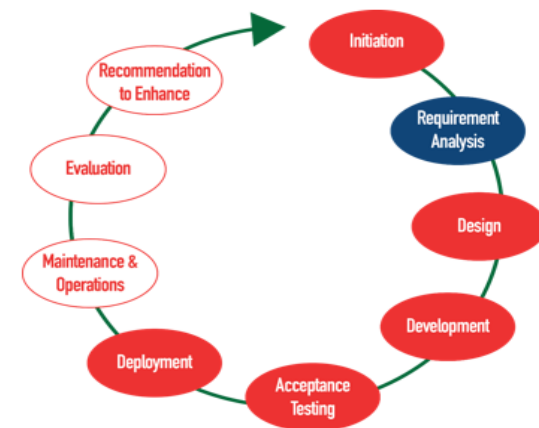 Initiation
Requirement
Analysis
Design
Development
Acceptance
Testing
Deployment
Maintenance &
Operations
Evaluation
Recommendation
to Enhance